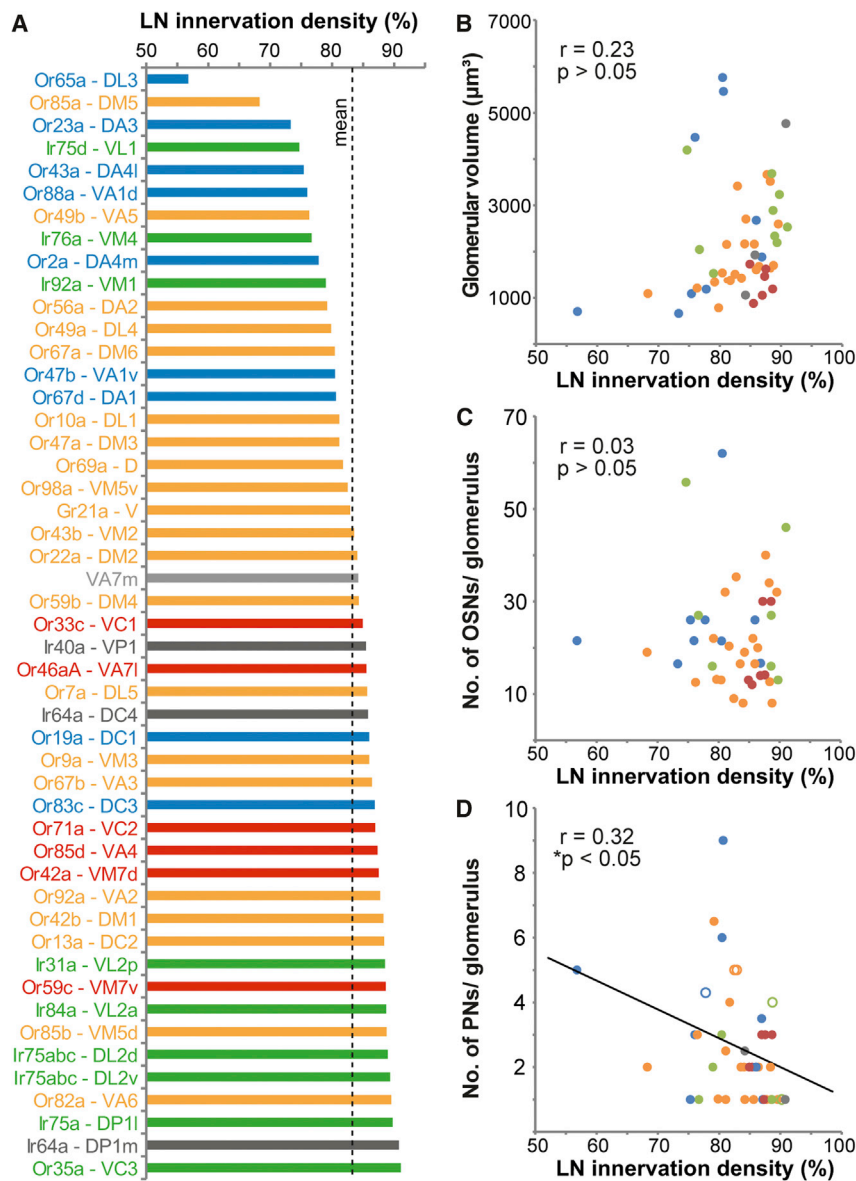 A
LN innervation density (%)
50 60 70 80 90
mean
Or65a - DL3
Or85a - DM5
Or23a - DA3
Ir75d - VL1
Or43a - DA4l
Or88a - VA1d
Or49b - VA5
Ir76a - VM4
Or2a - DA4m
Ir92a - VM1
Or56a - DA2
Or49a - DL4
Or67a - DM6
Or47b - VA1v
Or67d - DA1
Or10a - DL1
Or47a - DM3
Or69a - D
Or98a - VM5v
Gr21a - V
Or43b - VM2
Or22a - DM2
VA7m
Or59b - DM4
Or33c - VC1
Ir40a - VP1
Or46aA - VA7l
Or7a - DL5
Ir64a - DC4
Or19a - DC1
Or9a - VM3
Or67b - VA3
Or83c - DC3
Or71a - VC2
Or85d - VA4
Or42a - VM7d
Or92a - VA2
Or42b - DM1
Or13a - DC2
Ir31a - VL2p
Or59c - VM7v
Ir84a - VL2a
Or85b - VM5d
Ir75abc - DL2d
Ir75abc - DL2v
Or82a - VA6
Ir75a - DP1l
Ir64a - DP1m
Or35a - VC3
B
Glomerular volume (µm³)
7000
5000
3000
1000
r = 0.23
p > 0.05
50 60 70 80 90 100
LN innervation density (%)
C
No. of OSNs/ glomerulus
70
50
30
10
r = 0.03
p > 0.05
50 60 70 80 90 100
LN innervation density (%)
D
No. of PNs/ glomerulus
10
8
6
4
2
0
r = 0.32
*p < 0.05
50 60 70 80 90 100
LN innervation density (%)